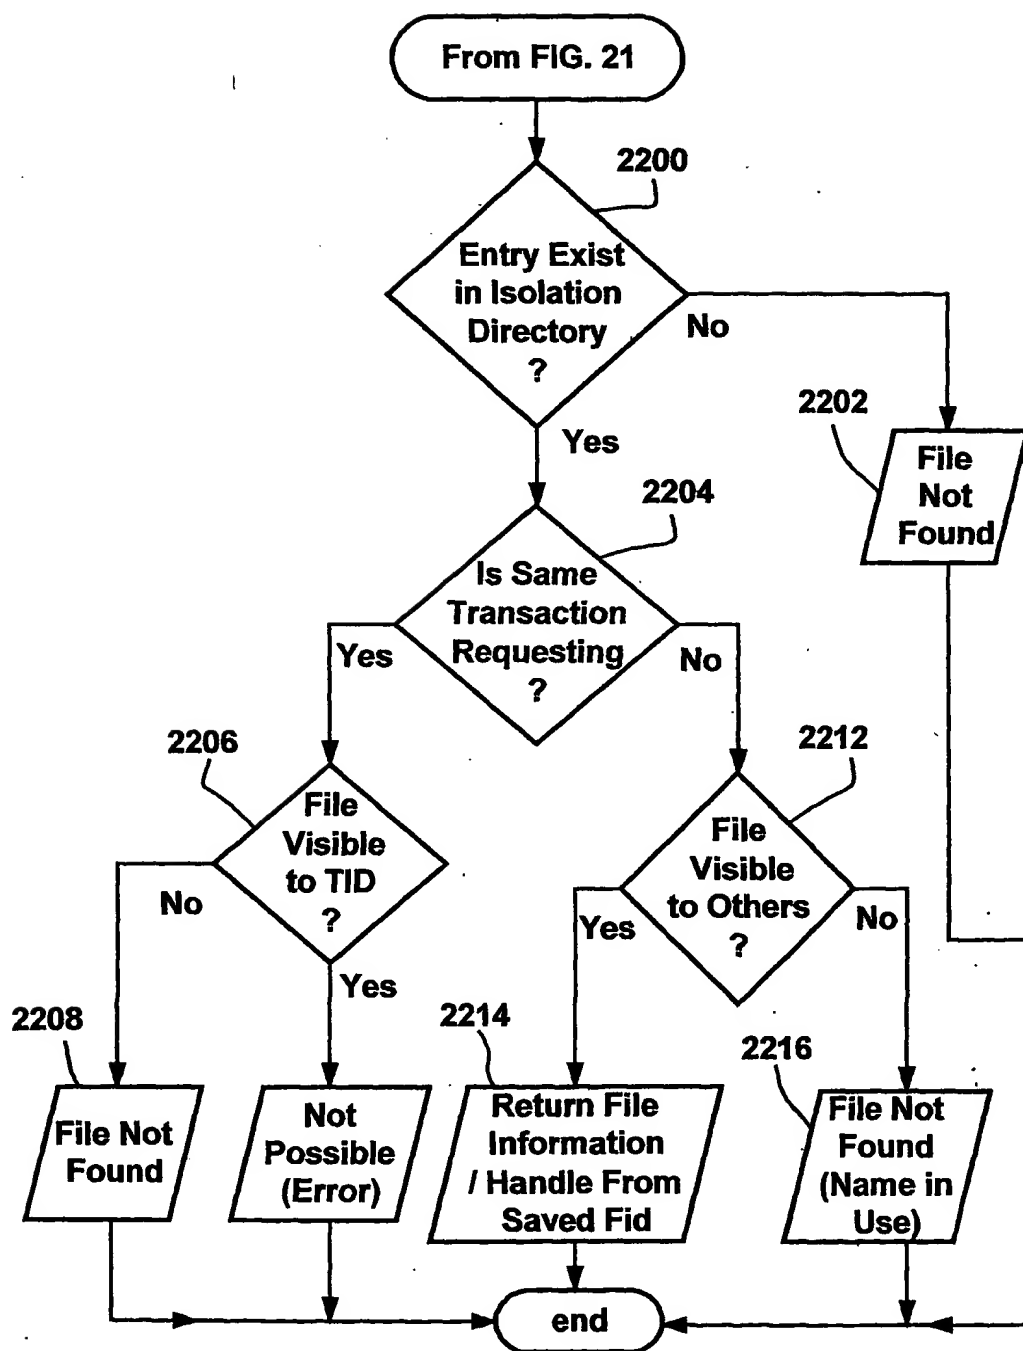 From FIG. 21
2200
Entry Exist
in Isolation
Directory
?
No
Yes
2202
File
Not
Found
2204
Is Same
Transaction
Requesting
?
Yes
No
2206
File
Visible
to TID
?
No
Yes
2212
File
Visible
to Others
?
Yes
No
2208
File Not
Found
Not
Possible
(Error)
2214
Return File
Information
/ Handle From
Saved Fid
2216
File Not
Found
(Name in
Use)
end